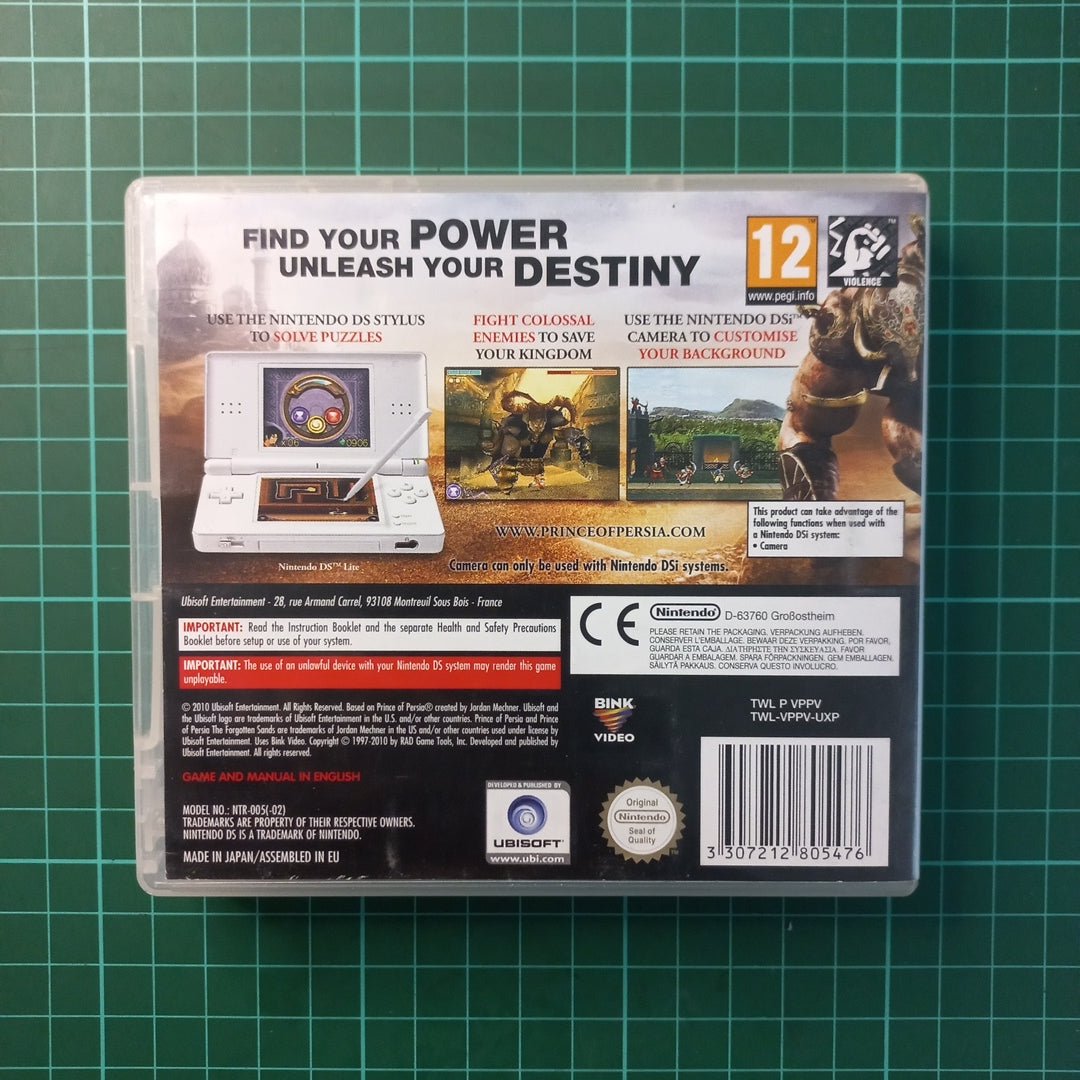 FIND YOUR POWER
UNLEASH YOUR DESTINY
12
www.pegi.info
VIOLENCE
USE THE NINTENDO DS STYLUS
TO SOLVE PUZZLES
FIGHT COLOSSAL
ENEMIES TO SAVE
YOUR KINGDOM
USE THE NINTENDO DSi™
CAMERA TO CUSTOMISE
YOUR BACKGROUND
x06
0906
Nintendo DS™ Lite
WWW.PRINCEOFPERSIA.COM
Camera can only be used with Nintendo DSi systems.
This product can take advantage of the
following functions when used with
a Nintendo DSi system:
• Camera
Ubisoft Entertainment - 28, rue Armand Carrel, 93108 Montreuil Sous Bois - France
IMPORTANT: Read the Instruction Booklet and the separate Health and Safety Precautions
Booklet before setup or use of your system.
IMPORTANT: The use of an unlawful device with your Nintendo DS system may render this game
unplayable.
CE
Nintendo D-63760 Großostheim
PLEASE RETAIN THE PACKAGING. VERPACKUNG AUFHEBEN.
CONSERVER L'EMBALLAGE. BEWAAR DEZE VERPAKKING. POR FAVOR,
GUARDA ESTA CAJA. ΔΙΑΤΗΡΗΣΤΕ ΤΗΝ ΣΥΣΚΕΥΑΣΙΑ. FAVOR
GUARDAR A EMBALAGEM. SPARA FÖRPACKNINGEN. GEM EMBALLAGEN.
SÄILYTÄ PAKKAUS. CONSERVA QUESTO INVOLUCRO.
© 2010 Ubisoft Entertainment. All Rights Reserved. Based on Prince of Persia® created by Jordan Mechner. Ubisoft and
the Ubisoft logo are trademarks of Ubisoft Entertainment in the U.S. and/or other countries. Prince of Persia and Prince
of Persia The Forgotten Sands are trademarks of Jordan Mechner in the US and/or other countries used under license by
Ubisoft Entertainment. Uses Bink Video. Copyright © 1997-2010 by RAD Game Tools, Inc. Developed and published by
Ubisoft Entertainment. All rights reserved.
BINK
VIDEO
TWL P VPPV
TWL-VPPV-UXP
GAME AND MANUAL IN ENGLISH
MODEL NO.: NTR-005(-02)
TRADEMARKS ARE PROPERTY OF THEIR RESPECTIVE OWNERS.
NINTENDO DS IS A TRADEMARK OF NINTENDO.
MADE IN JAPAN/ASSEMBLED IN EU
DEVELOPED & PUBLISHED BY
UBISOFT
www.ubi.com
Original
Nintendo
Seal of
Quality
TM
3 307212 805476